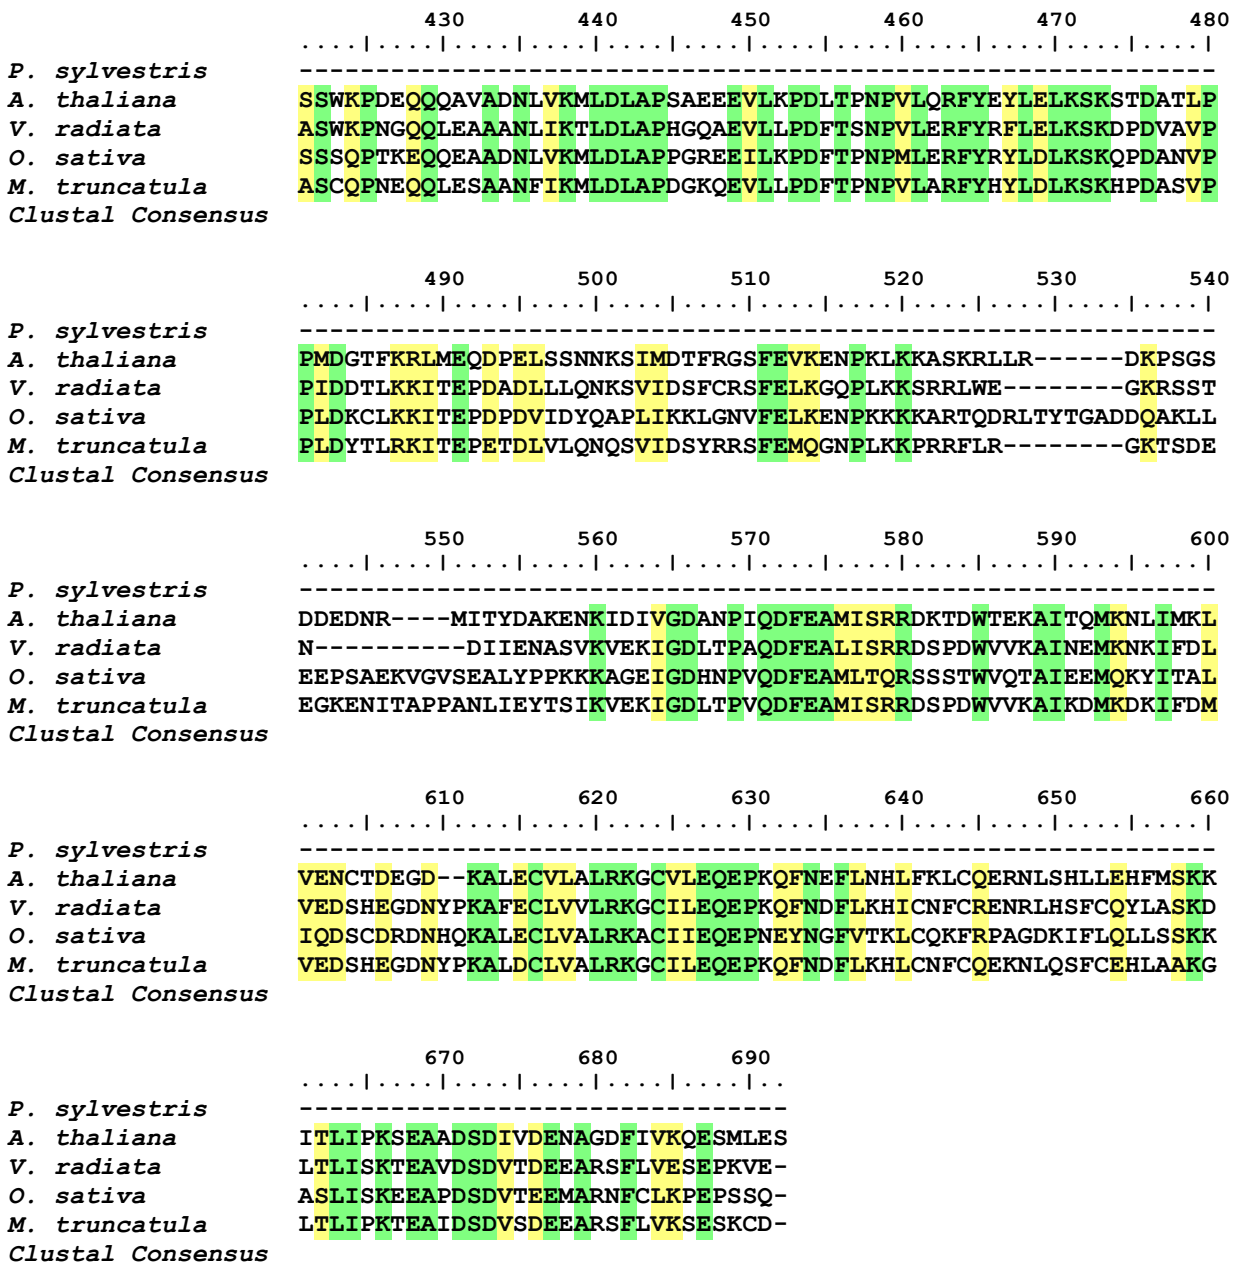 430 440 450 460 470 480
....|....|....|....|....|....|....|....|....|....|....|....|
P. sylvestris ------------------------------------------------------------
A. thaliana SSWKPDEQQQAVADNLVKMLDLAPSAEEEVLKPDLTPNPVLQRFYEYLELKSKSTDATLP
V. radiata ASWKPNGQQLEAAANLIKTLDLAPHGQAEVLLPDFTSNPVLERFYRFLELKSKDPDVAVP
O. sativa SSSQPTKEQQEAADNLVKMLDLAPPGREEILKPDFTPNPMLERFYRYLDLKSKQPDANVP
M. truncatula ASCQPNEQQLESAANFIKMLDLAPDGKQEVLLPDFTPNPVLARFYHYLDLKSKHPDASVP
Clustal Consensus
490 500 510 520 530 540
....|....|....|....|....|....|....|....|....|....|....|....|
P. sylvestris ------------------------------------------------------------
A. thaliana PMDGTFKRLMEQDPELSSNNKSIMDTFRGSFEVKENPKLKKASKRLLR------DKPSGS
V. radiata PIDDTLKKITEPDADLLLQNKSVIDSFCRSFELKGQPLKKSRRLWE--------GKRSST
O. sativa PLDKCLKKITEPDPDVIDYQAPLIKKLGNVFELKENPKKKKARTQDRLTYTGADDQAKLL
M. truncatula PLDYTLRKITEPETDLVLQNQSVIDSYRRSFEMQGNPLKKPRRFLR--------GKTSDE
Clustal Consensus
550 560 570 580 590 600
....|....|....|....|....|....|....|....|....|....|....|....|
P. sylvestris ------------------------------------------------------------
A. thaliana DDEDNR----MITYDAKENKIDIVGDANPIQDFEAMISRRDKTDWTEKAITQMKNLIMKL
V. radiata N----------DIIENASVKVEKIGDLTPAQDFEALISRRDSPDWVVKAINEMKNKIFDL
O. sativa EEPSAEKVGVSEALYPPKKKAGEIGDHNPVQDFEAMLTQRSSSTWVQTAIEEMQKYITAL
M. truncatula EGKENITAPPANLIEYTSIKVEKIGDLTPVQDFEAMISRRDSPDWVVKAIKDMKDKIFDM
Clustal Consensus
610 620 630 640 650 660
....|....|....|....|....|....|....|....|....|....|....|....|
P. sylvestris ------------------------------------------------------------
A. thaliana VENCTDEGD--KALECVLALRKGCVLEQEPKQFNEFLNHLFKLCQERNLSHLLEHFMSKK
V. radiata VEDSHEGDNYPKAFECLVVLRKGCILEQEPKQFNDFLKHICNFCRENRLHSFCQYLASKD
O. sativa IQDSCDRDNHQKALECLVALRKACIIEQEPNEYNGFVTKLCQKFRPAGDKIFLQLLSSKK
M. truncatula VEDSHEGDNYPKALDCLVALRKGCILEQEPKQFNDFLKHLCNFCQEKNLQSFCEHLAAKG
Clustal Consensus
670 680 690
....|....|....|....|....|....|..
P. sylvestris --------------------------------
A. thaliana ITLIPKSEAADSDIVDENAGDFIVKQESMLES
V. radiata LTLISKTEAVDSDVTDEEARSFLVESEPKVE-
O. sativa ASLISKEEAPDSDVTEEMARNFCLKPEPSSQ-
M. truncatula LTLIPKTEAIDSDVSDEEARSFLVKSESKCD-
Clustal Consensus